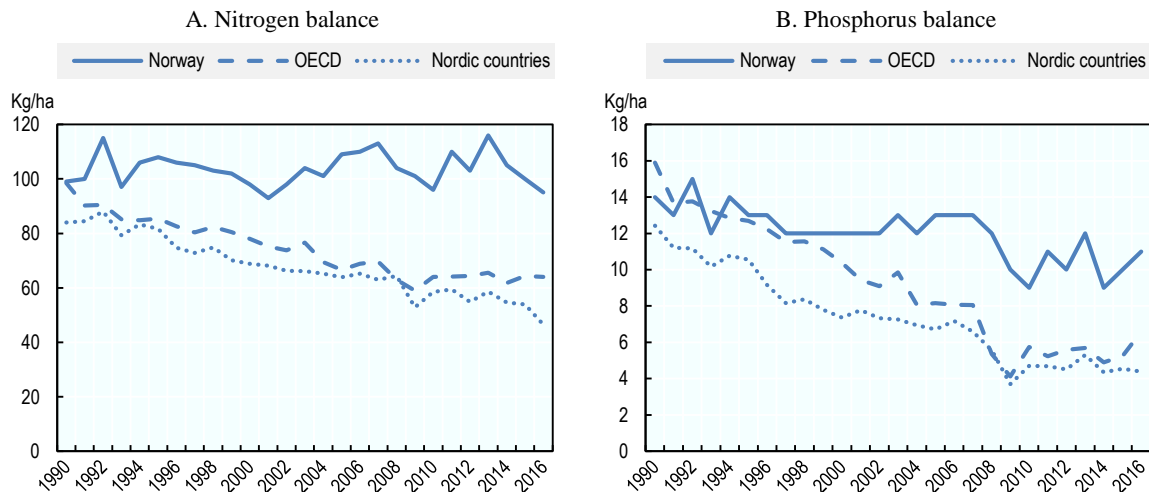 A. Nitrogen balance
Norway OECD Nordic countries
Kg/ha
120
100
80
60
40
20
0
1990 1992 1994 1996 1998 2000 2002 2004 2006 2008 2010 2012 2014 2016
B. Phosphorus balance
Norway OECD Nordic countries
Kg/ha
18
16
14
12
10
8
6
4
2
0
1990 1992 1994 1996 1998 2000 2002 2004 2006 2008 2010 2012 2014 2016